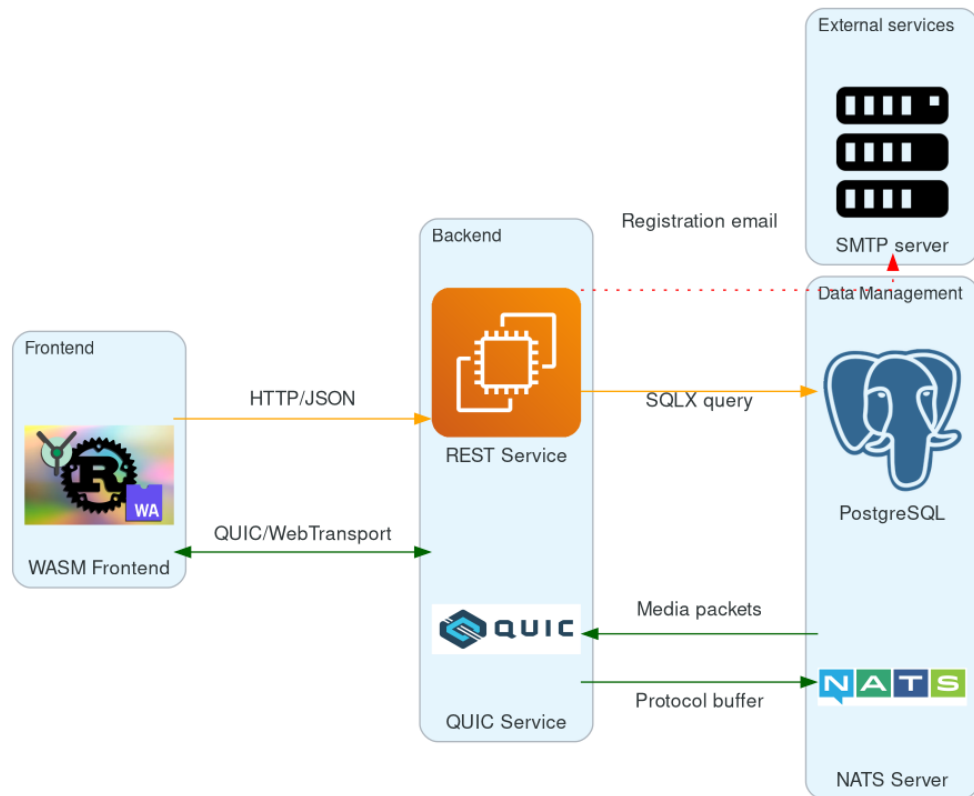 External services
SMTP server
Registration email
Backend
Data Management
Frontend
HTTP/JSON
SQLX query
REST Service
R
WA
PostgreSQL
QUIC/WebTransport
WASM Frontend
Media packets
QUIC
NATS
Protocol buffer
QUIC Service
NATS Server